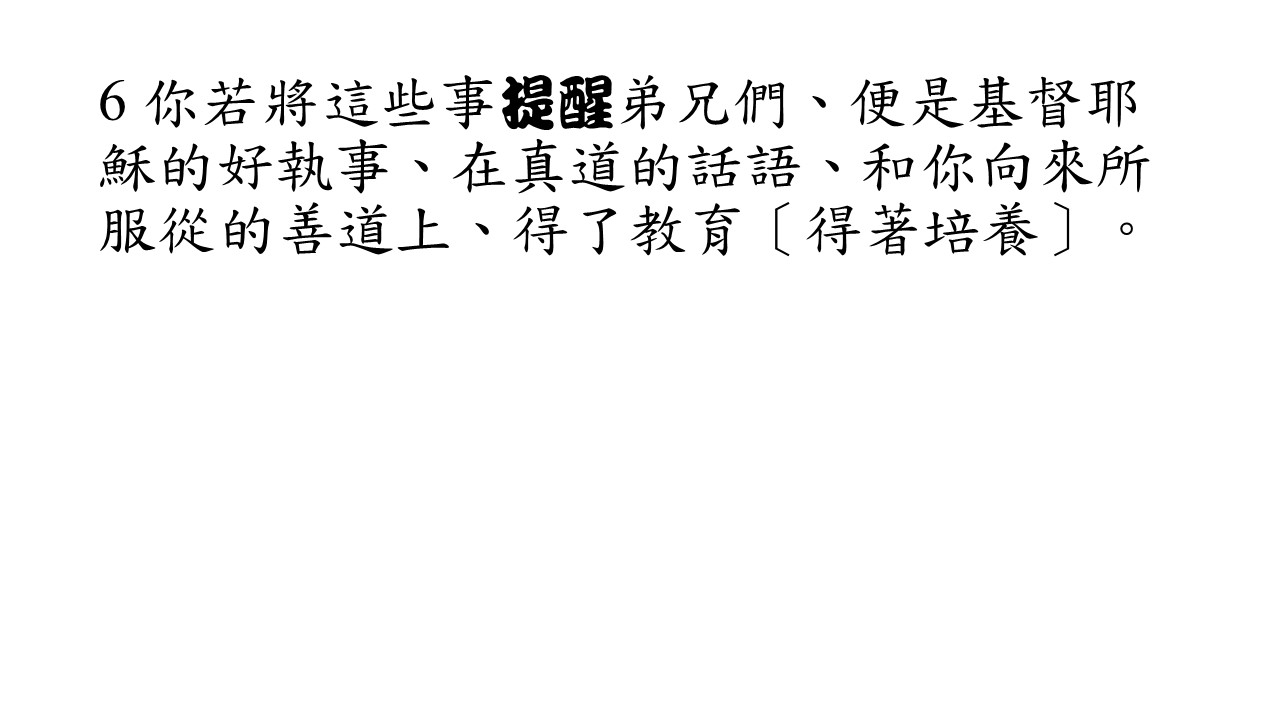 6 你若將這些事提醒弟兄們、便是基督耶
穌的好執事、在真道的話語、和你向來所
服從的善道上、得了教育〔得著培養〕。